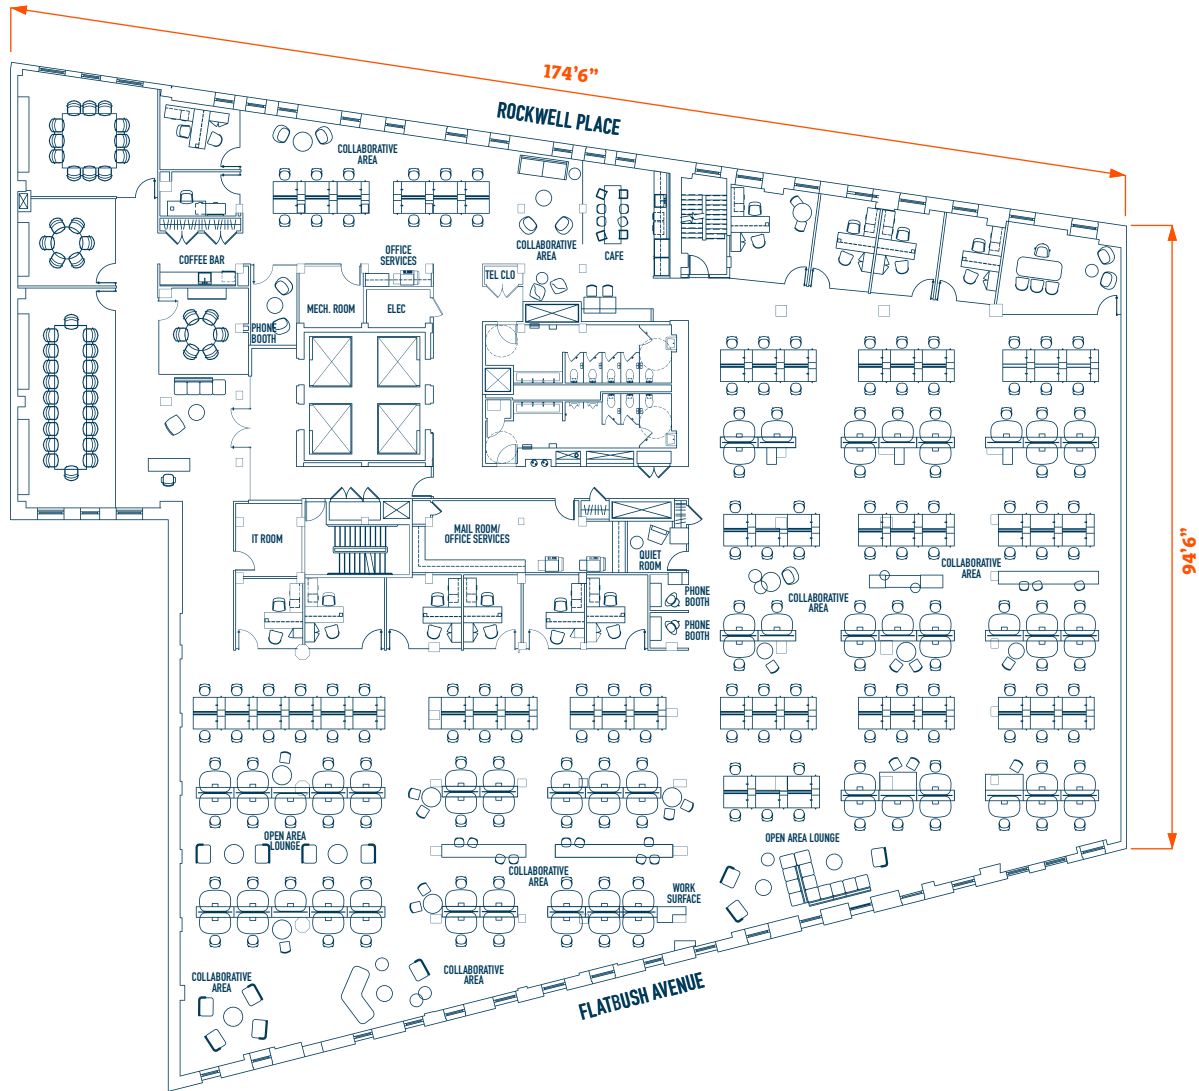 174'6"
ROCKWELL PLACE
COLLABORATIVE
AREA
OFFICE
SERVICES
COLLABORATIVE
AREA
CAFE
COFFEE BAR
TEL CLO
MECH. ROOM
ELEC
PHONE
BOOTH
94'6"
IT ROOM
MAIL ROOM/
OFFICE SERVICES
QUIET
ROOM
COLLABORATIVE
AREA
PHONE
BOOTH
COLLABORATIVE
AREA
PHONE
BOOTH
OPEN AREA
LOUNGE
OPEN AREA LOUNGE
COLLABORATIVE
AREA
WORK
SURFACE
COLLABORATIVE
AREA
COLLABORATIVE
AREA
FLATBUSH AVENUE